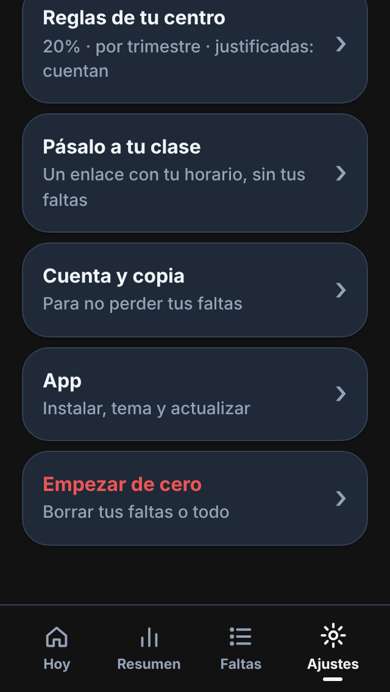 Reglas de tu centro
20% · por trimestre · justificadas:
cuentan
Pásalo a tu clase
Un enlace con tu horario, sin tus
faltas
Cuenta y copia
Para no perder tus faltas
App
Instalar, tema y actualizar
Empezar de cero
Borrar tus faltas o todo
Hoy
Resumen
Faltas
Ajustes